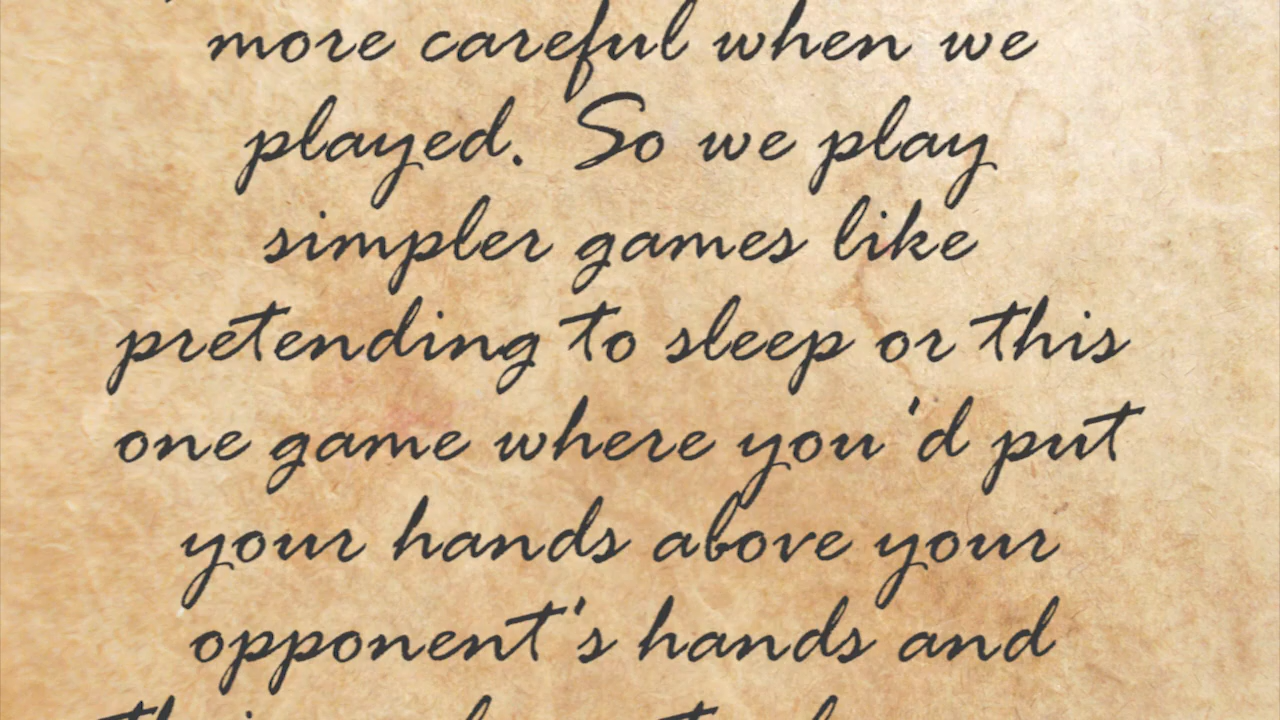 more careful when we
played. So we play
simpler games like
pretending to sleep or this
one game where you'd put
your hands above your
opponent's hands and